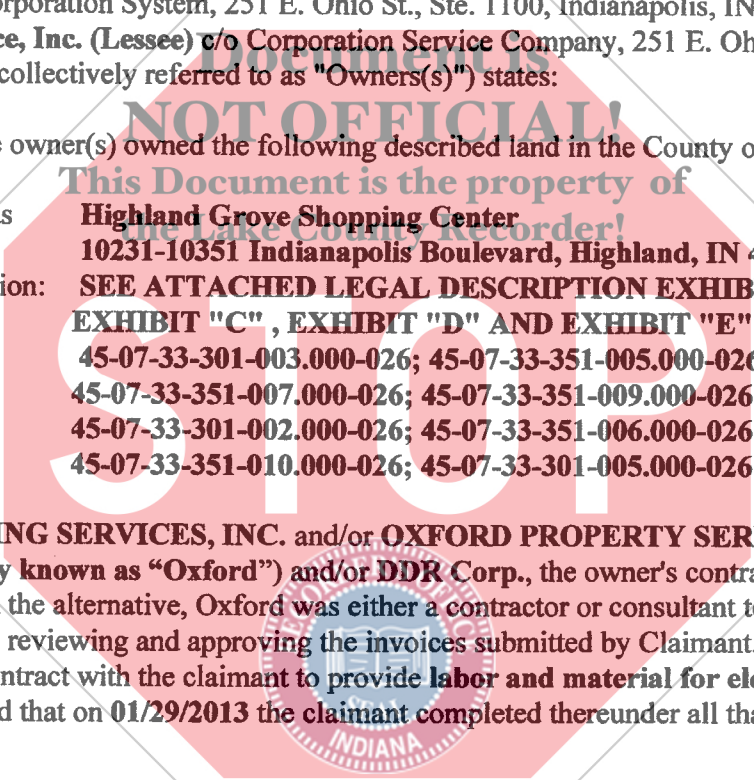 orporation System, 251 E. Ohio St., Ste. 1100, Indianapolis, IN
ce, Inc. (Lessee) c/o Corporation Service Company, 251 E. Oh
Document is
collectively referred to as "Owners(s)") states:
NOT OFFICIAL!
e owner(s) owned the following described land in the County o
This Document is the property of
s Highland Grove Shopping Center
the Lake County Recorder!
10231-10351 Indianapolis Boulevard, Highland, IN 4
ion: SEE ATTACHED LEGAL DESCRIPTION EXHIB
EXHIBIT "C" , EXHIBIT "D" AND EXHIBIT "E"
45-07-33-301-003.000-026; 45-07-33-351-005.000-026
45-07-33-351-007.000-026; 45-07-33-351-009.000-026
45-07-33-301-002.000-026; 45-07-33-351-006.000-026
45-07-33-351-010.000-026; 45-07-33-301-005.000-026
STOP
ING SERVICES, INC. and/or OXFORD PROPERTY SER
y known as “Oxford”) and/or DDR Corp., the owner's contra
the alternative, Oxford was either a contractor or consultant t
reviewing and approving the invoices submitted by Claimant.
ontract with the claimant to provide labor and material for ele
d that on 01/29/2013 the claimant completed thereunder all tha
SEAL
INDIANA